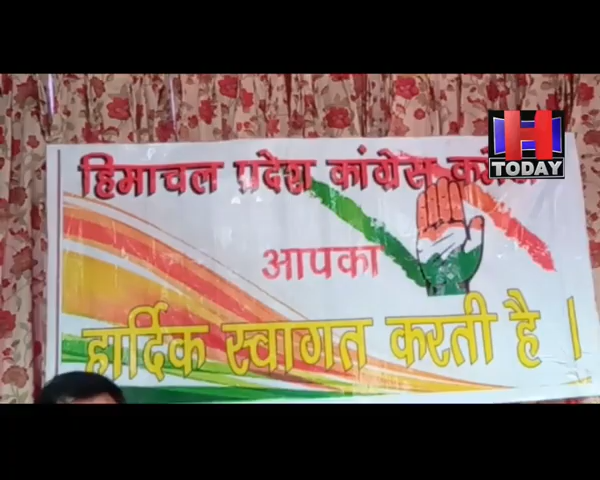 हिमाचल प्रदेश कांग्रेस
H
TODAY
आपका
हार्दिक स्वागत करती है ।